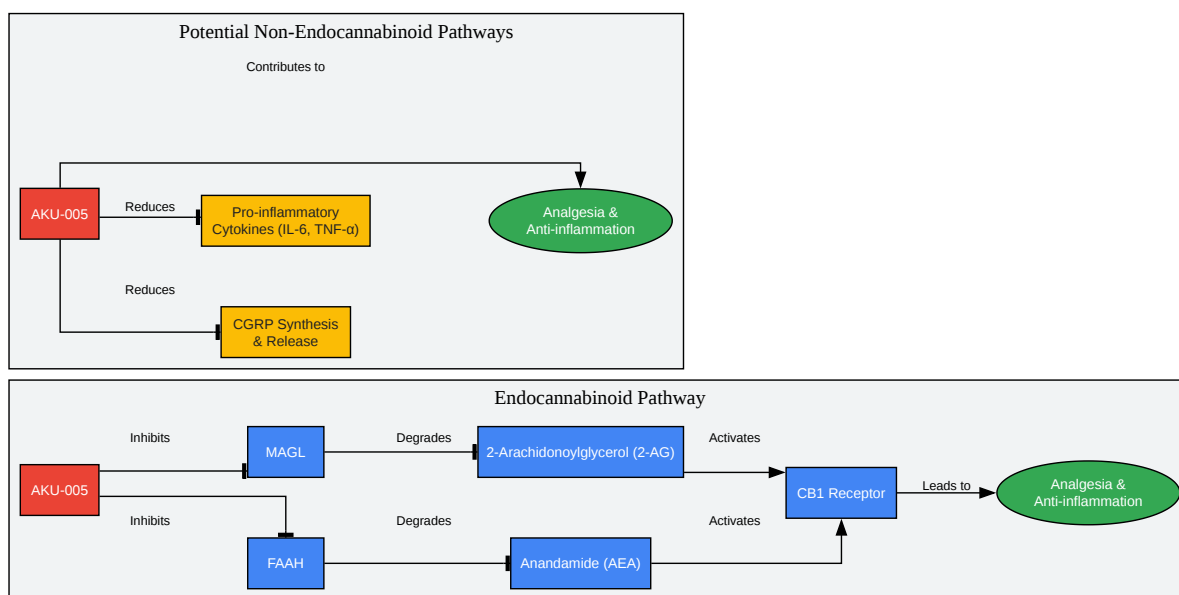 Potential Non-Endocannabinoid Pathways
Contributes to
AKU-005
Reduces
Pro-inflammatory
Cytokines (IL-6, TNF-α)
Analgesia &
Anti-inflammation
Reduces
CGRP Synthesis
& Release
Endocannabinoid Pathway
Inhibits
MAGL
Degrades
2-Arachidonoylglycerol (2-AG)
Activates
AKU-005
CB1 Receptor
Leads to
Analgesia &
Anti-inflammation
Inhibits
FAAH
Degrades
Anandamide (AEA)
Activates